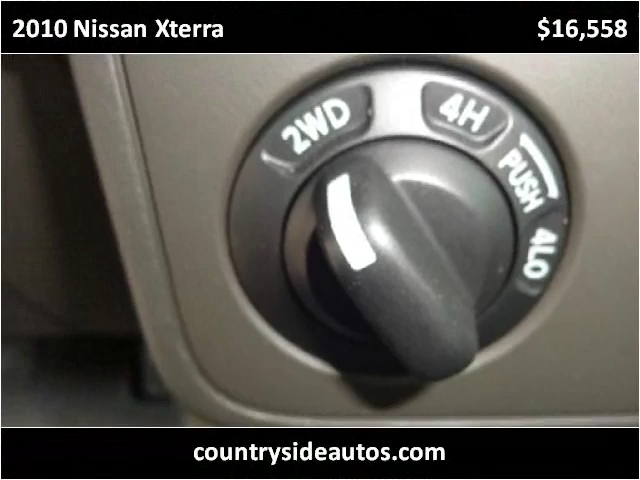 2010 Nissan Xterra $16,558
2WD
4H
PUSH
4LO
countrysideautos.com